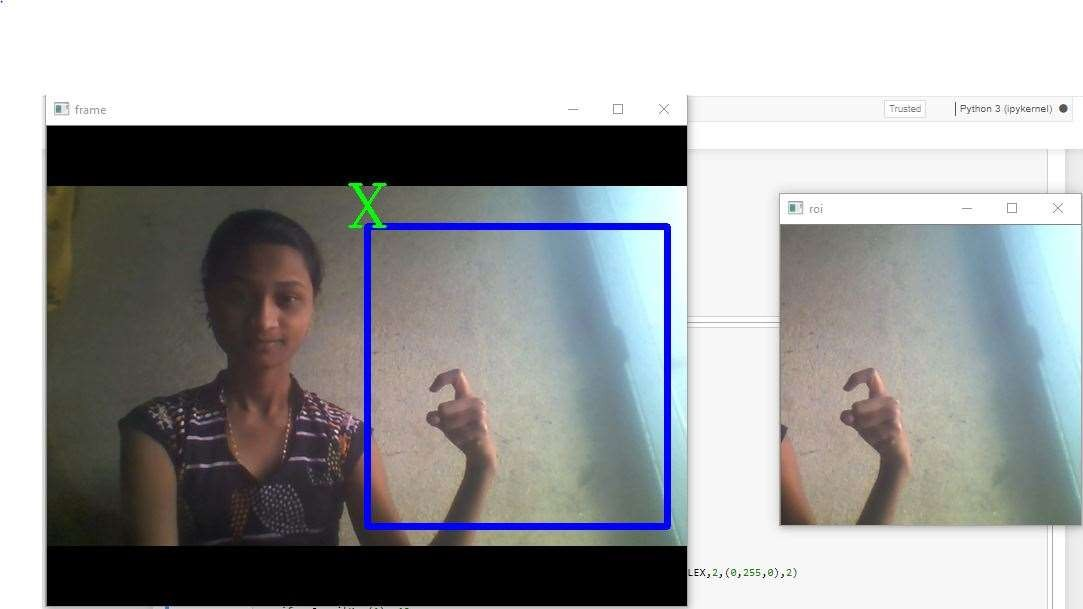 frame
Trusted
Python 3 (ipykernel)
roi
X
LEX,2,(0,255,0),2)